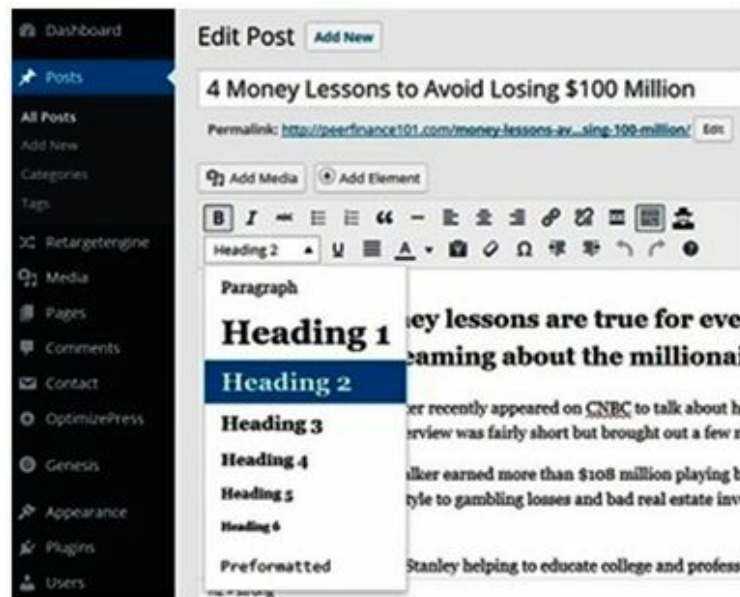 Dashboard
Posts
All Posts
Add New
Categories
Tags
Retargetengine
Media
Pages
Comments
Contact
OptimizePress
Genesis
Appearance
Plugins
Users
Edit Post Add New
4 Money Lessons to Avoid Losing $100 Million
Permalink: http://peerfinance101.com/money-lessons-av...sing-100-million/ Edit
Add Media Add Element
B I ABC
Heading 2 U A Ω
Paragraph
Heading 1
Heading 2
Heading 3
Heading 4
Heading 5
Heading 6
Preformatted
ey lessons are true for eve
eaming about the millionai
er recently appeared on CNBC to talk about h
erview was fairly short but brought out a few
alker earned more than $108 million playing b
tyle to gambling losses and bad real estate inv
Stanley helping to educate college and profess